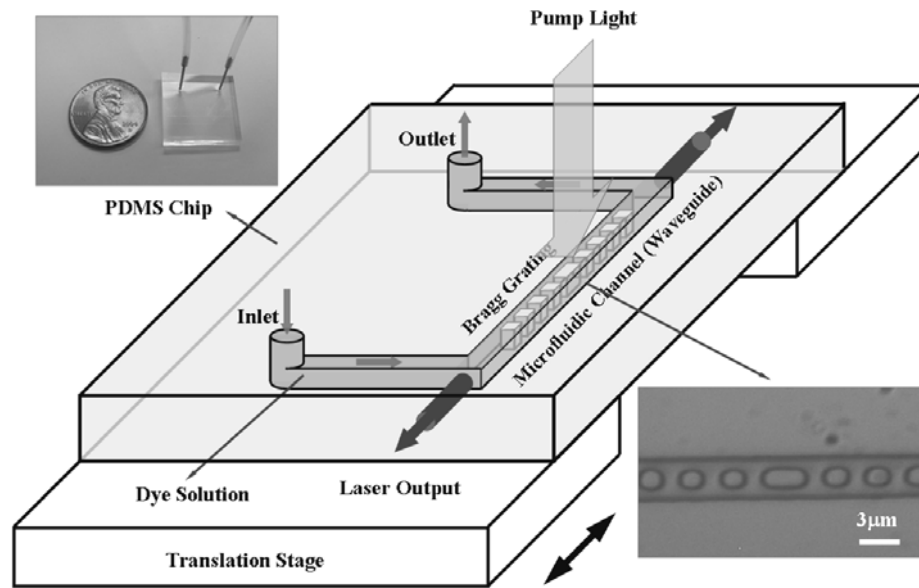 Pump Light
Outlet
PDMS Chip
Bragg Grating
Microfluidic Channel (Waveguide)
Inlet
Dye Solution
Laser Output
3μm
Translation Stage